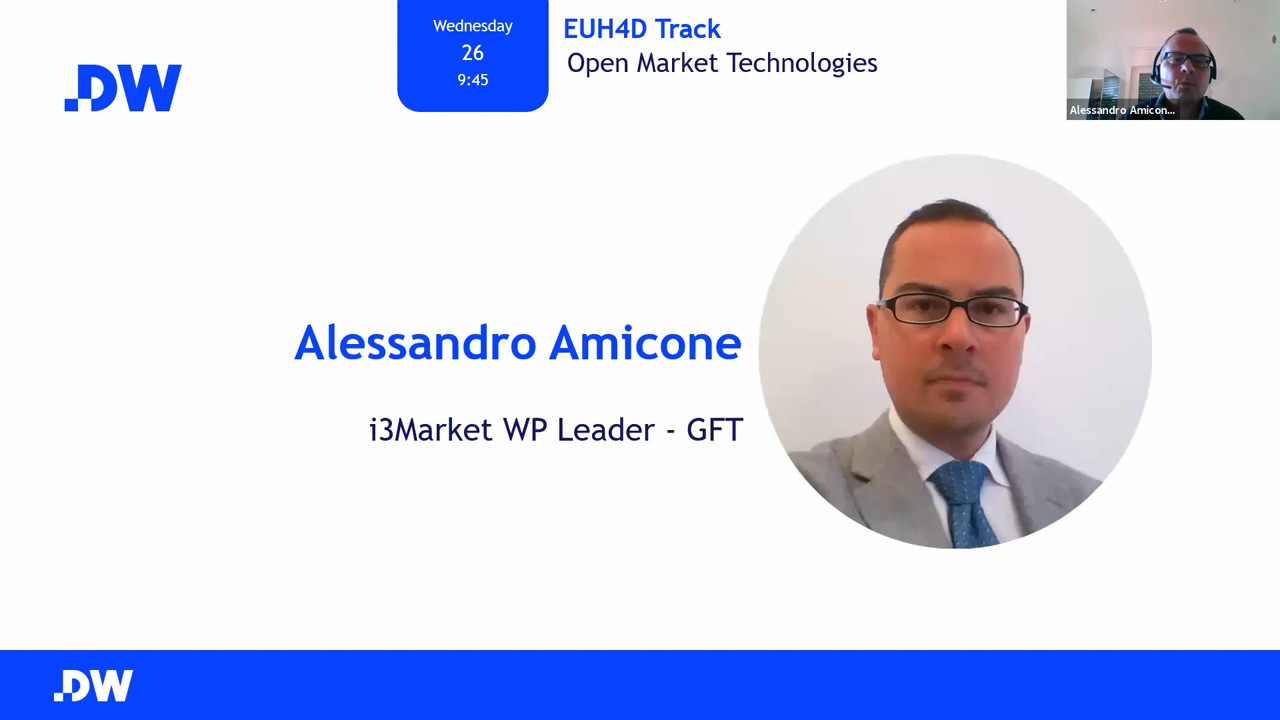 .DW
Wednesday
26
9:45
EUH4D Track
Open Market Technologies
Alessandro Amicon...
Alessandro Amicone
i3Market WP Leader - GFT
.DW